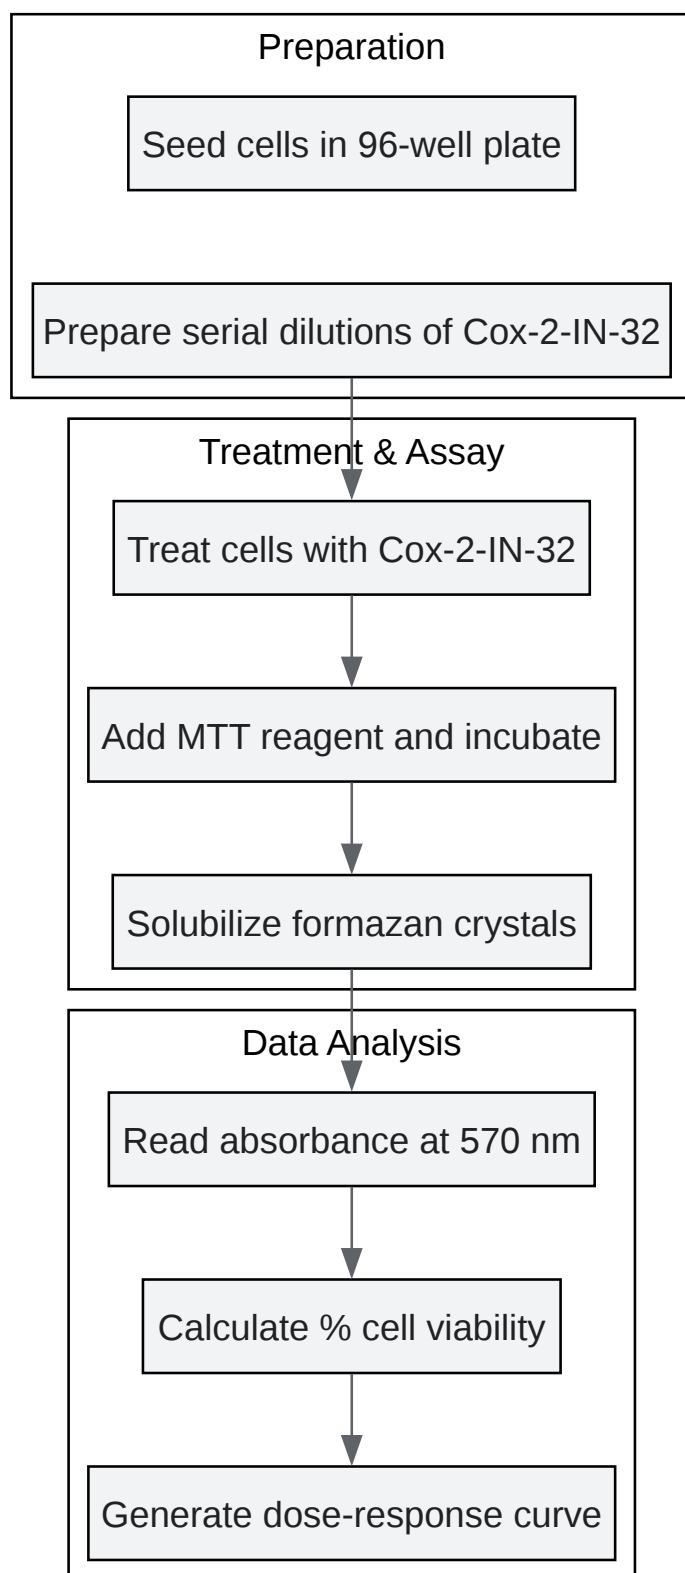 Preparation
Seed cells in 96-well plate
Prepare serial dilutions of Cox-2-IN-32
Treatment & Assay
Treat cells with Cox-2-IN-32
Add MTT reagent and incubate
Solubilize formazan crystals
Data Analysis
Read absorbance at 570 nm
Calculate % cell viability
Generate dose-response curve